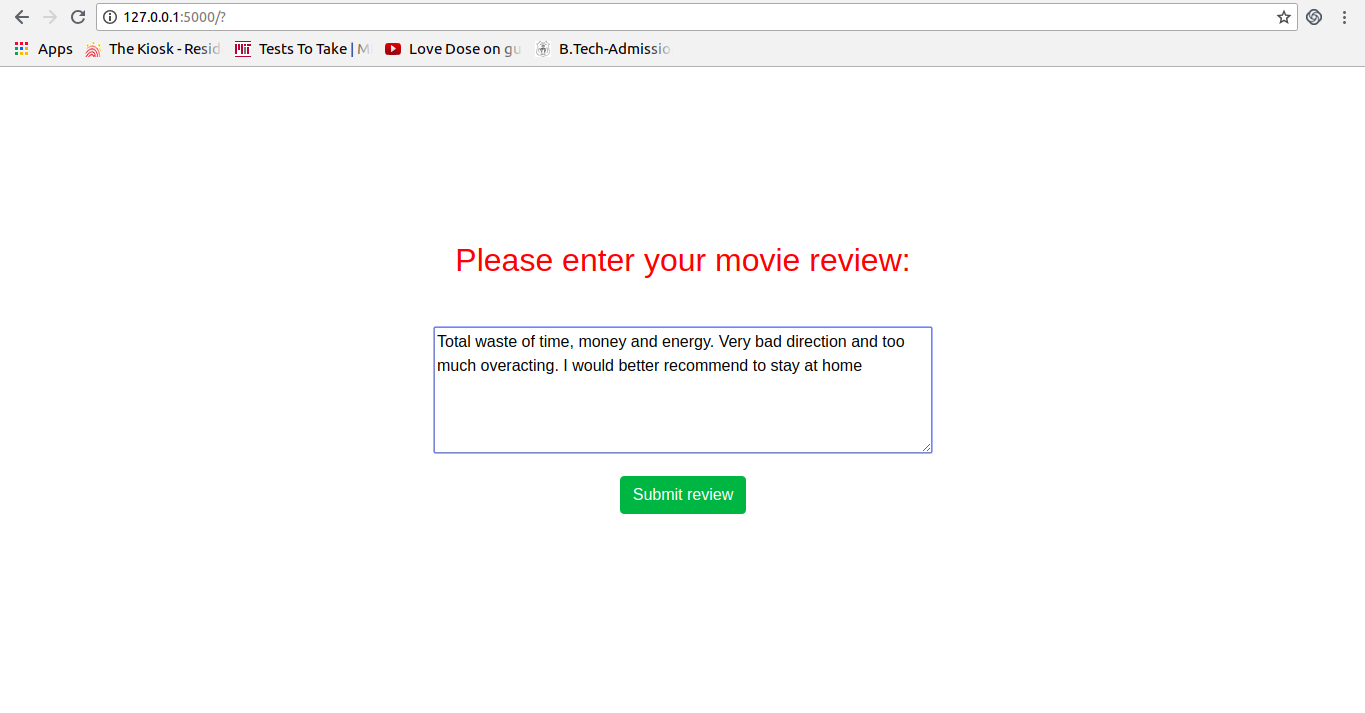 127.0.0.1:5000/?
Apps The Kiosk - Resid Tests To Take | M Love Dose on gu B.Tech-Admissio
Please enter your movie review:
Total waste of time, money and energy. Very bad direction and too
much overacting. I would better recommend to stay at home
Submit review